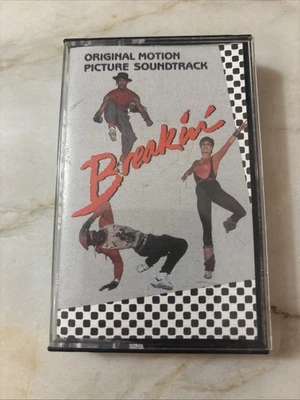 ORIGINAL MOTION
PICTURE SOUNDTRACK
Breakin'